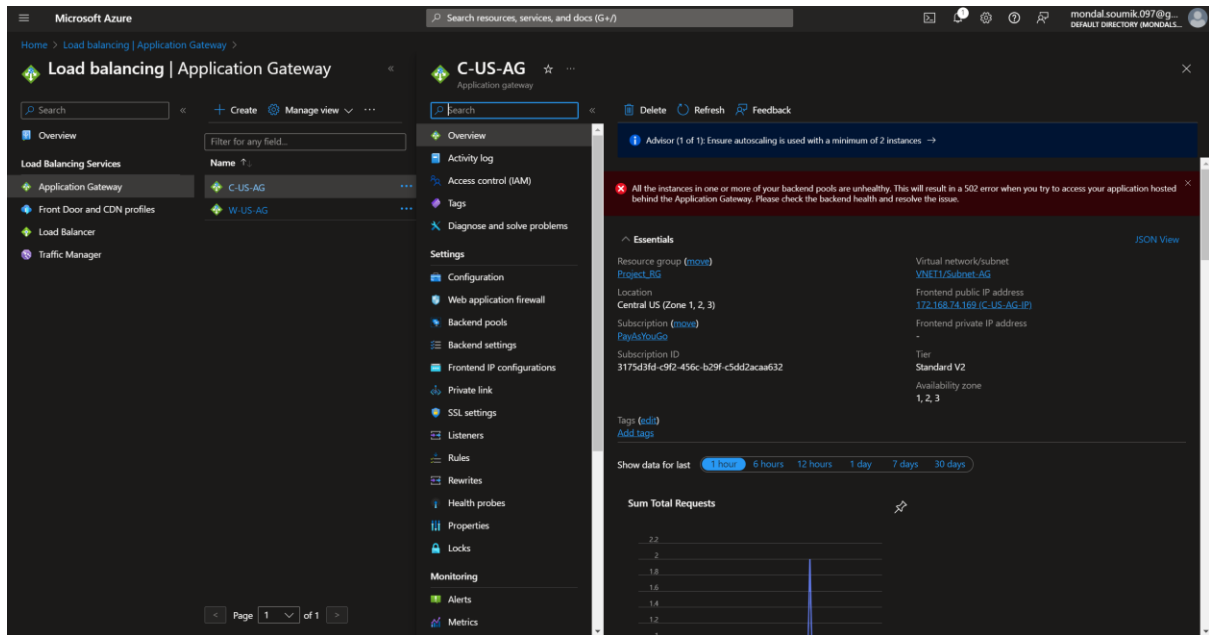 Microsoft Azure
Search resources, services, and docs (G+/)
1
mondal.soumik.097@g...
DEFAULT DIRECTORY (MONDALS...
Home > Load balancing | Application Gateway >
Load balancing | Application Gateway
Search
Overview
Load Balancing Services
Application Gateway
Front Door and CDN profiles
Load Balancer
Traffic Manager
+ Create
Manage view
Filter for any field...
Name ↑↓
C-US-AG
W-US-AG
< Page 1 of 1 >
C-US-AG
Application gateway
Search
Overview
Activity log
Access control (IAM)
Tags
Diagnose and solve problems
Settings
Configuration
Web application firewall
Backend pools
Backend settings
Frontend IP configurations
Private link
SSL settings
Listeners
Rules
Rewrites
Health probes
Properties
Locks
Monitoring
Alerts
Metrics
Delete Refresh Feedback
Advisor (1 of 1): Ensure autoscaling is used with a minimum of 2 instances →
All the instances in one or more of your backend pools are unhealthy. This will result in a 502 error when you try to access your application hosted
behind the Application Gateway. Please check the backend health and resolve the issue.
Essentials
JSON View
Resource group (move)
Project_RG
Location
Central US (Zone 1, 2, 3)
Subscription (move)
PayAsYouGo
Subscription ID
3175d3fd-c9f2-456c-b29f-c5dd2acaa632
Virtual network/subnet
VNET1/Subnet-AG
Frontend public IP address
172.168.74.169 (C-US-AG-IP)
Frontend private IP address
-
Tier
Standard V2
Availability zone
1, 2, 3
Tags (edit)
Add tags
Show data for last 1 hour 6 hours 12 hours 1 day 7 days 30 days
Sum Total Requests
2.2
2
1.8
1.6
1.4
1.2